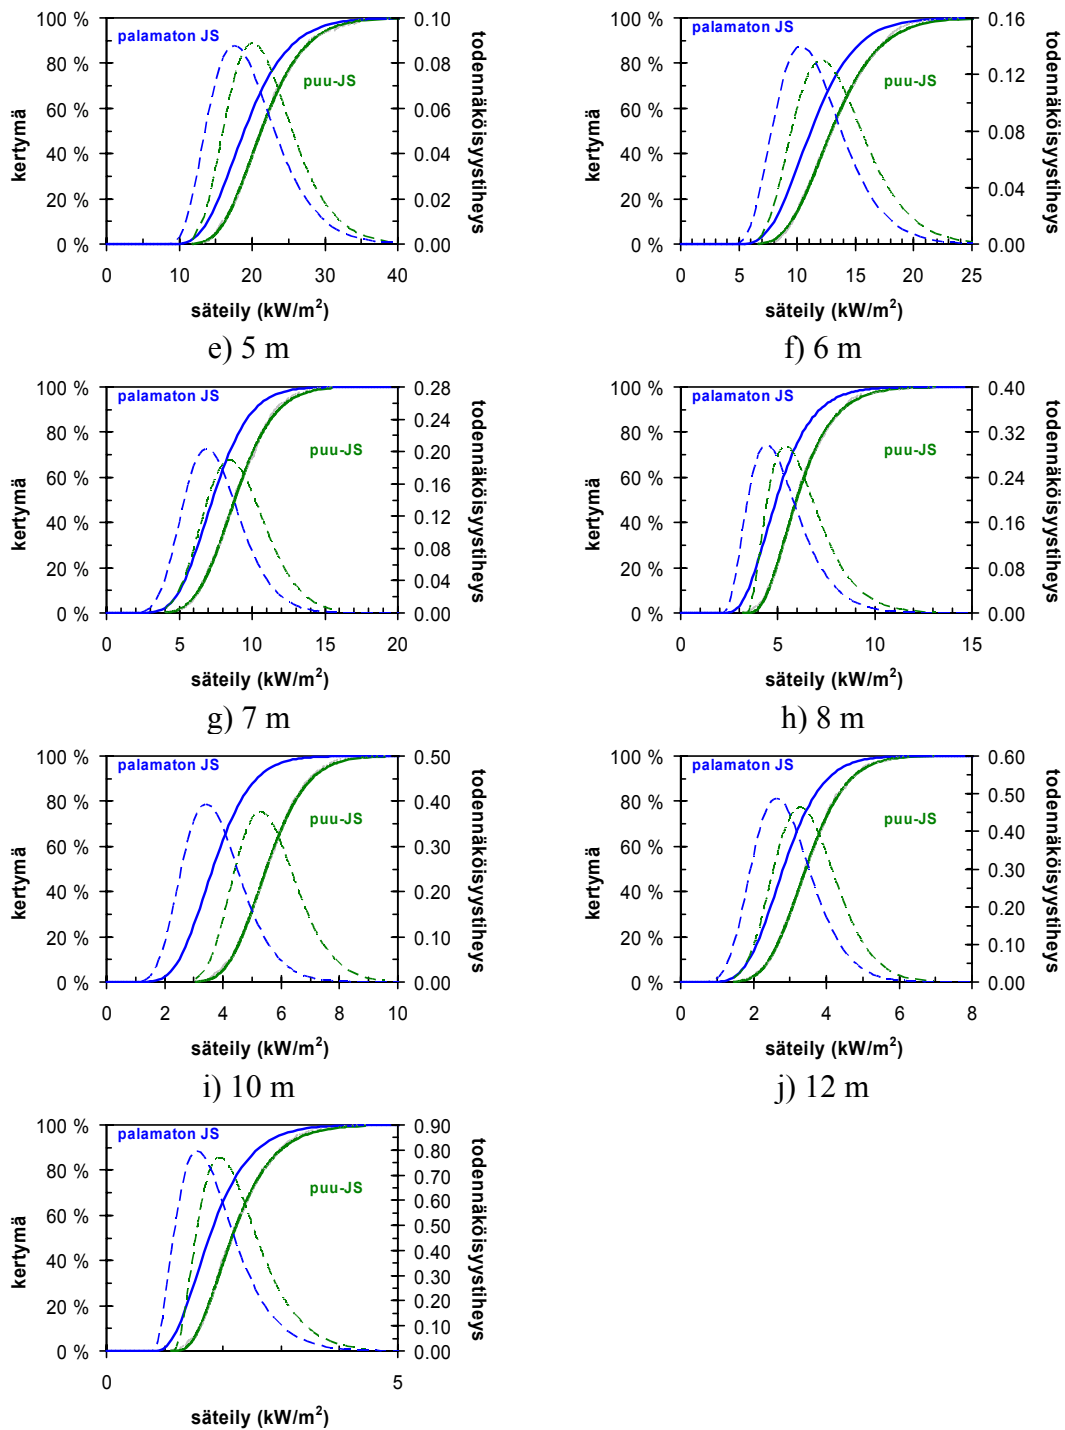 100 %
80 %
60 %
40 %
20 %
0 %
kertymä
palamaton JS
puu-JS
0.10
0.08
0.06
0.04
0.02
0.00
todennäköisyystiheys
0 10 20 30 40
säteily (kW/m²)
e) 5 m
100 %
80 %
60 %
40 %
20 %
0 %
kertymä
palamaton JS
puu-JS
0.16
0.12
0.08
0.04
0.00
todennäköisyystiheys
0 5 10 15 20 25
säteily (kW/m²)
f) 6 m
100 %
80 %
60 %
40 %
20 %
0 %
kertymä
palamaton JS
puu-JS
0.28
0.24
0.20
0.16
0.12
0.08
0.04
0.00
todennäköisyystiheys
0 5 10 15 20
säteily (kW/m²)
g) 7 m
100 %
80 %
60 %
40 %
20 %
0 %
kertymä
palamaton JS
puu-JS
0.40
0.32
0.24
0.16
0.08
0.00
todennäköisyystiheys
0 5 10 15
säteily (kW/m²)
h) 8 m
100 %
80 %
60 %
40 %
20 %
0 %
kertymä
palamaton JS
puu-JS
0.50
0.40
0.30
0.20
0.10
0.00
todennäköisyystiheys
0 2 4 6 8 10
säteily (kW/m²)
i) 10 m
100 %
80 %
60 %
40 %
20 %
0 %
kertymä
palamaton JS
puu-JS
0.60
0.50
0.40
0.30
0.20
0.10
0.00
todennäköisyystiheys
0 2 4 6 8
säteily (kW/m²)
j) 12 m
100 %
80 %
60 %
40 %
20 %
0 %
kertymä
palamaton JS
puu-JS
0.90
0.80
0.70
0.60
0.50
0.40
0.30
0.20
0.10
0.00
todennäköisyystiheys
0 5
säteily (kW/m²)